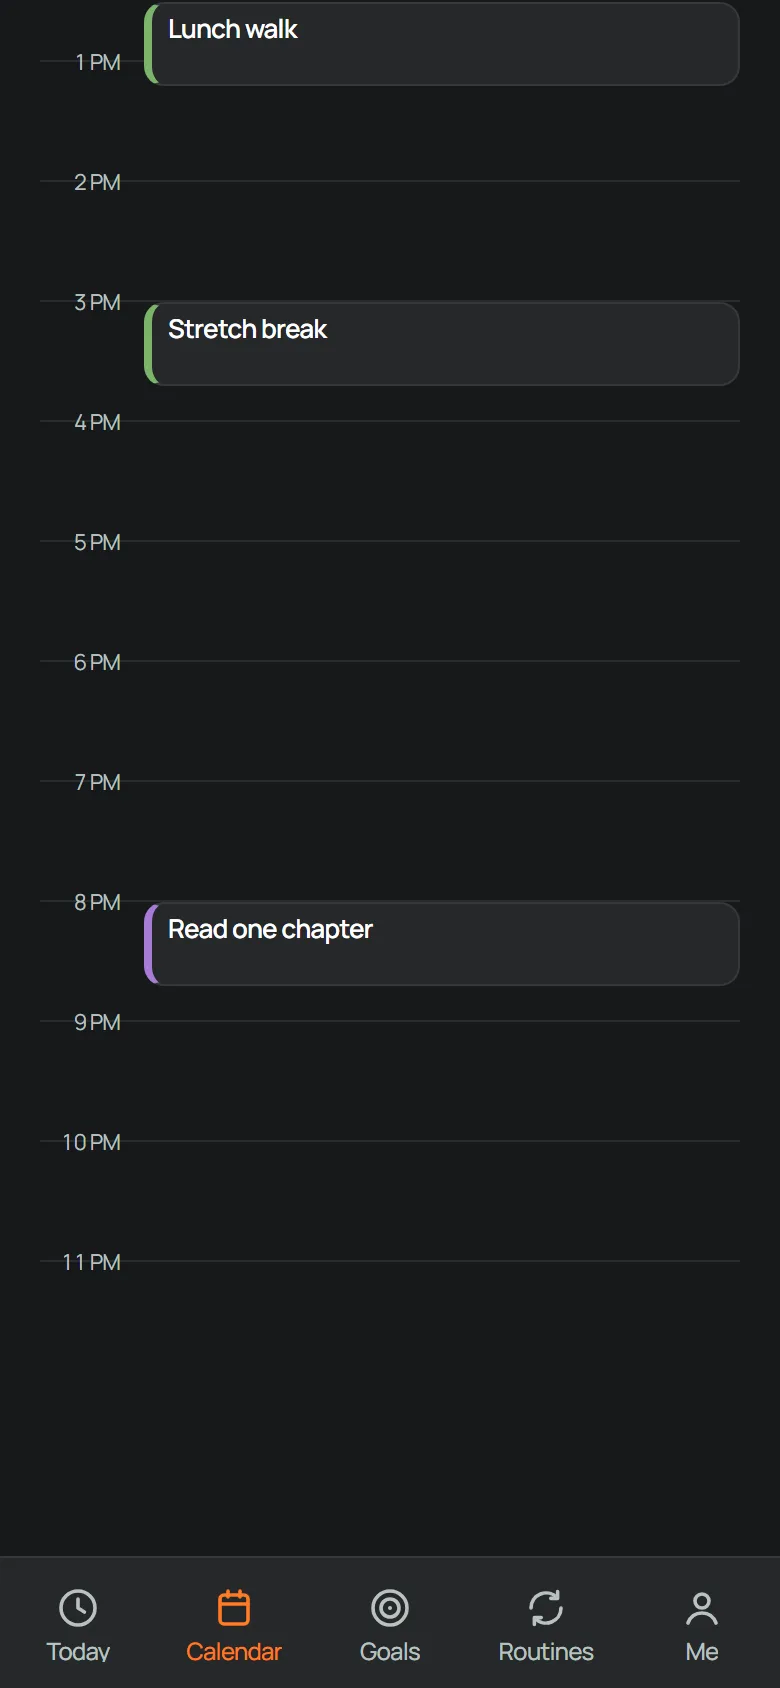 Lunch walk
1 PM
2 PM
3 PM
Stretch break
4 PM
5 PM
6 PM
7 PM
8 PM
Read one chapter
9 PM
10 PM
11 PM
Today
Calendar
Goals
Routines
Me